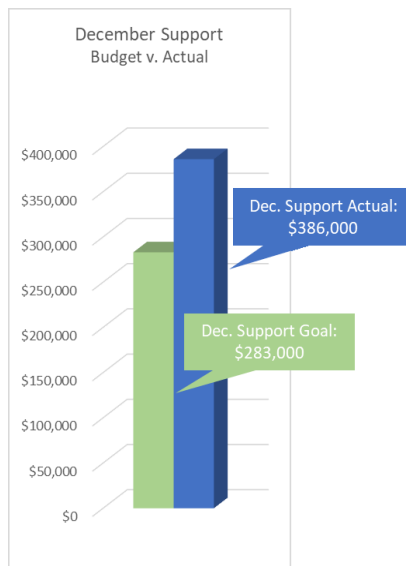 December Support
Budget v. Actual
$400,000
$350,000
$300,000
$250,000
$200,000
$150,000
$100,000
$50,000
$0
Dec. Support Actual:
$386,000
Dec. Support Goal:
$283,000